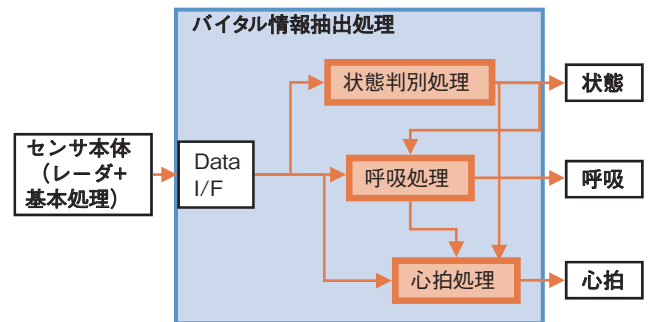 バイタル情報抽出処理
状態判別処理
状態
センサ本体
（レーダ+
基本処理）
Data
I/F
呼吸処理
呼吸
心拍処理
心拍